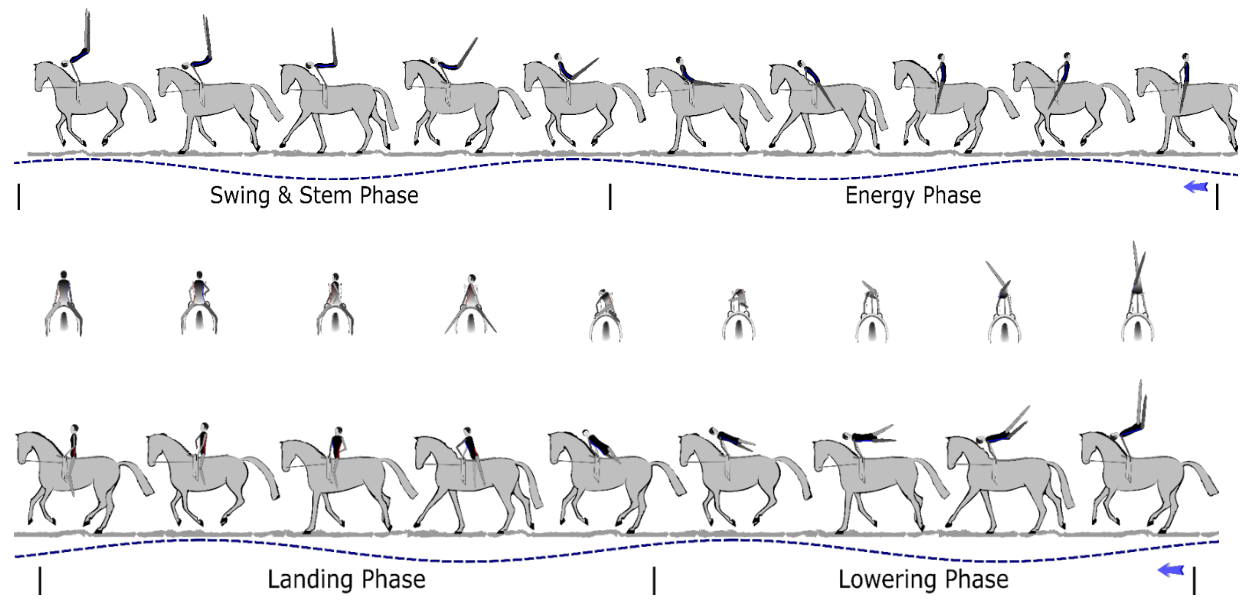 Swing & Stem Phase
Energy Phase
Landing Phase
Lowering Phase